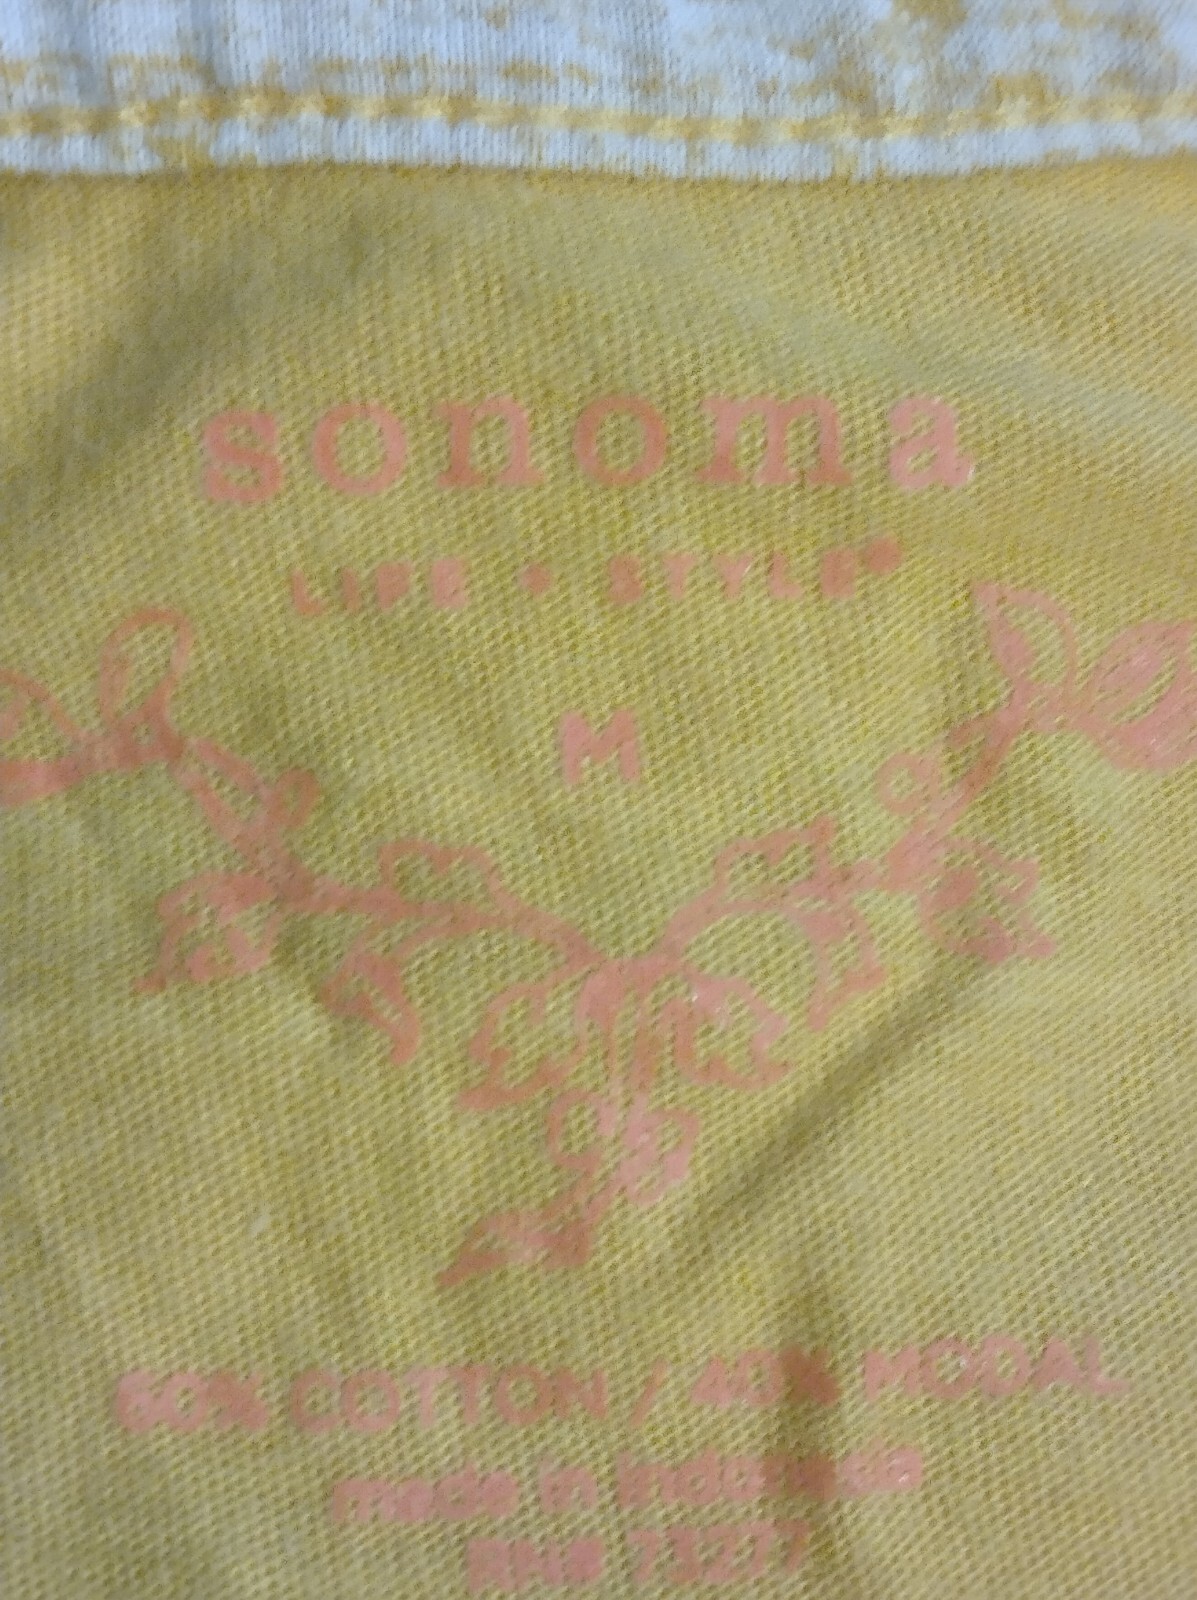 sonoma
LIFE + STYLE®
M
60% COTTON / 40% MODAL
made in indonesia
RN# 73277